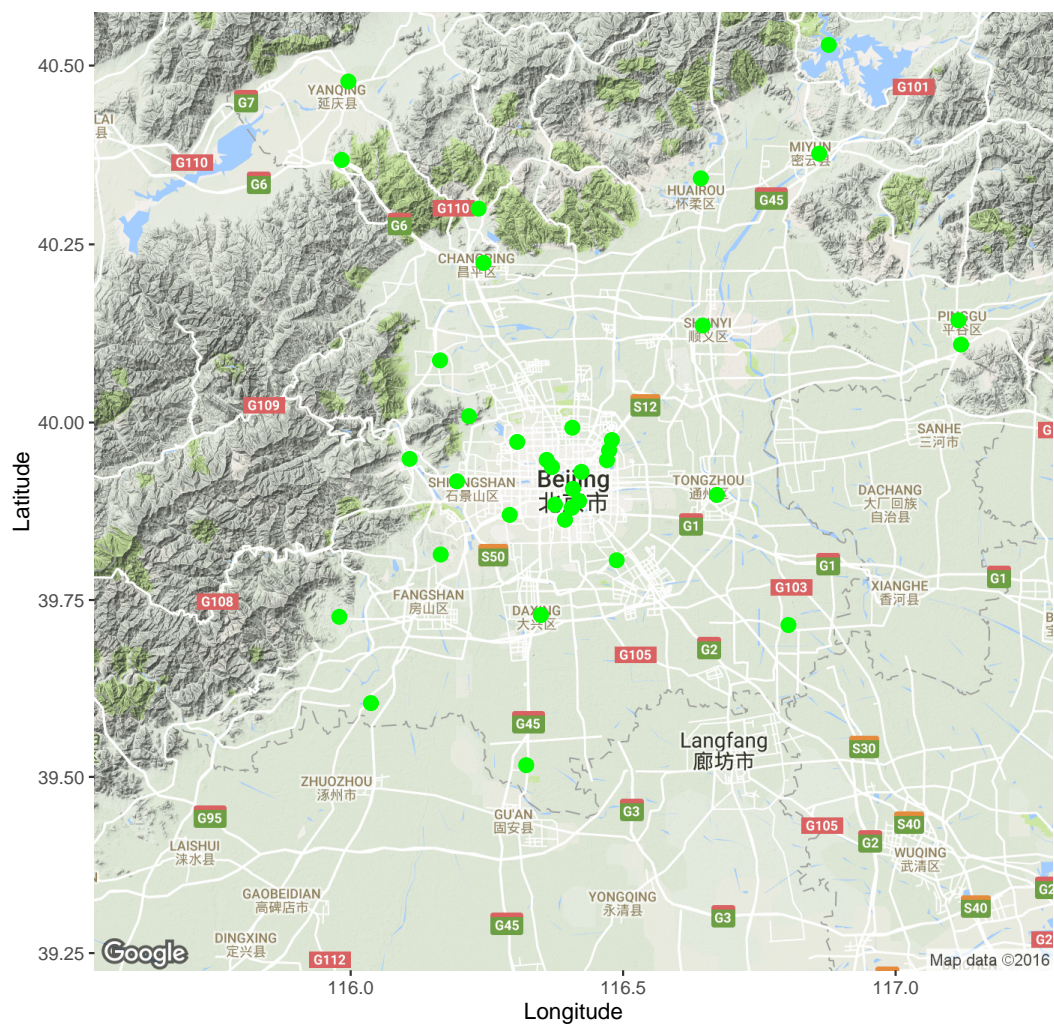 40.50
40.25
40.00
39.75
39.50
39.25
Latitude
116.0
116.5
117.0
Longitude
YANQING
延庆县
G7
G110
G6
LAI
县
G6
G110
CHANGPING
昌平区
HUAIROU
怀柔区
MIYUN
密云县
G101
G45
SHUNYI
顺义区
PINGGU
平谷区
G109
S12
SANHE
三河市
Beijing
北京市
石景山区
TONGZHOU
通州区
DACHANG
大厂回族
自治县
G1
S50
G1
G1
G103
XIANGHE
香河县
G108
FANGSHAN
房山区
DAXING
大兴区
G105
G2
G45
Langfang
廊坊市
S30
ZHUOZHOU
涿州市
G95
GU'AN
固安县
G3
G105
S40
G2
LAISHUI
涞水县
WUQING
武清区
GAOBEIDIAN
高碑店市
YONGQING
永清县
G3
S40
G2
G45
DINGXING
定兴县
G112
G2
Google
Map data ©2016